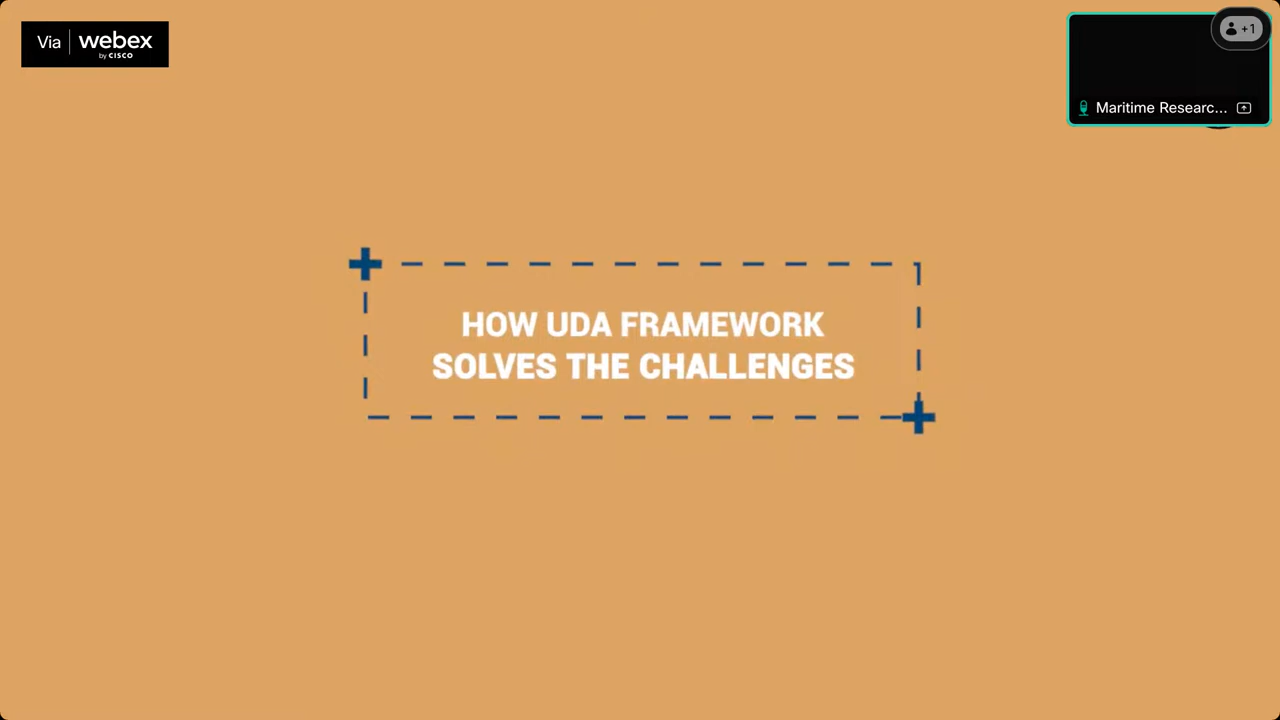 Via webex
by CISCO
+1
Maritime Researc...
HOW UDA FRAMEWORK
SOLVES THE CHALLENGES